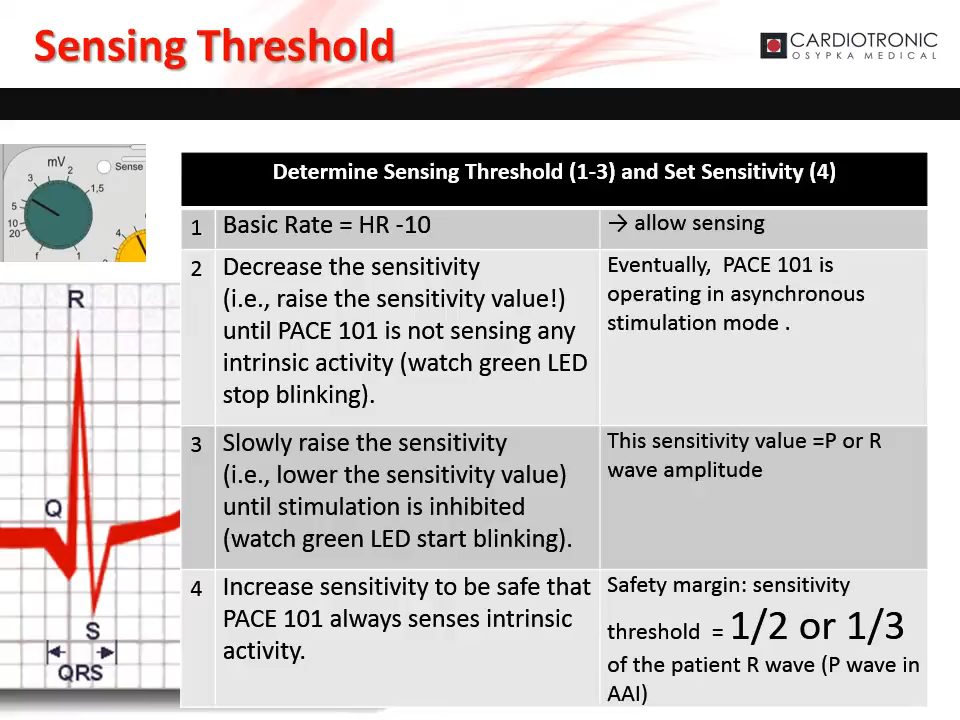 Sensing Threshold
CARDIOTRONIC
OSYPKA MEDICAL
mV
Sense
3
2
1,5
5
10
20
f
1
4
R
Q
S
QRS
Determine Sensing Threshold (1-3) and Set Sensitivity (4)
1
Basic Rate = HR -10
→ allow sensing
2
Decrease the sensitivity
(i.e., raise the sensitivity value!)
until PACE 101 is not sensing any
intrinsic activity (watch green LED
stop blinking).
Eventually, PACE 101 is
operating in asynchronous
stimulation mode .
3
Slowly raise the sensitivity
(i.e., lower the sensitivity value)
until stimulation is inhibited
(watch green LED start blinking).
This sensitivity value =P or R
wave amplitude
4
Increase sensitivity to be safe that
PACE 101 always senses intrinsic
activity.
Safety margin: sensitivity
threshold = 1/2 or 1/3
of the patient R wave (P wave in
AAI)